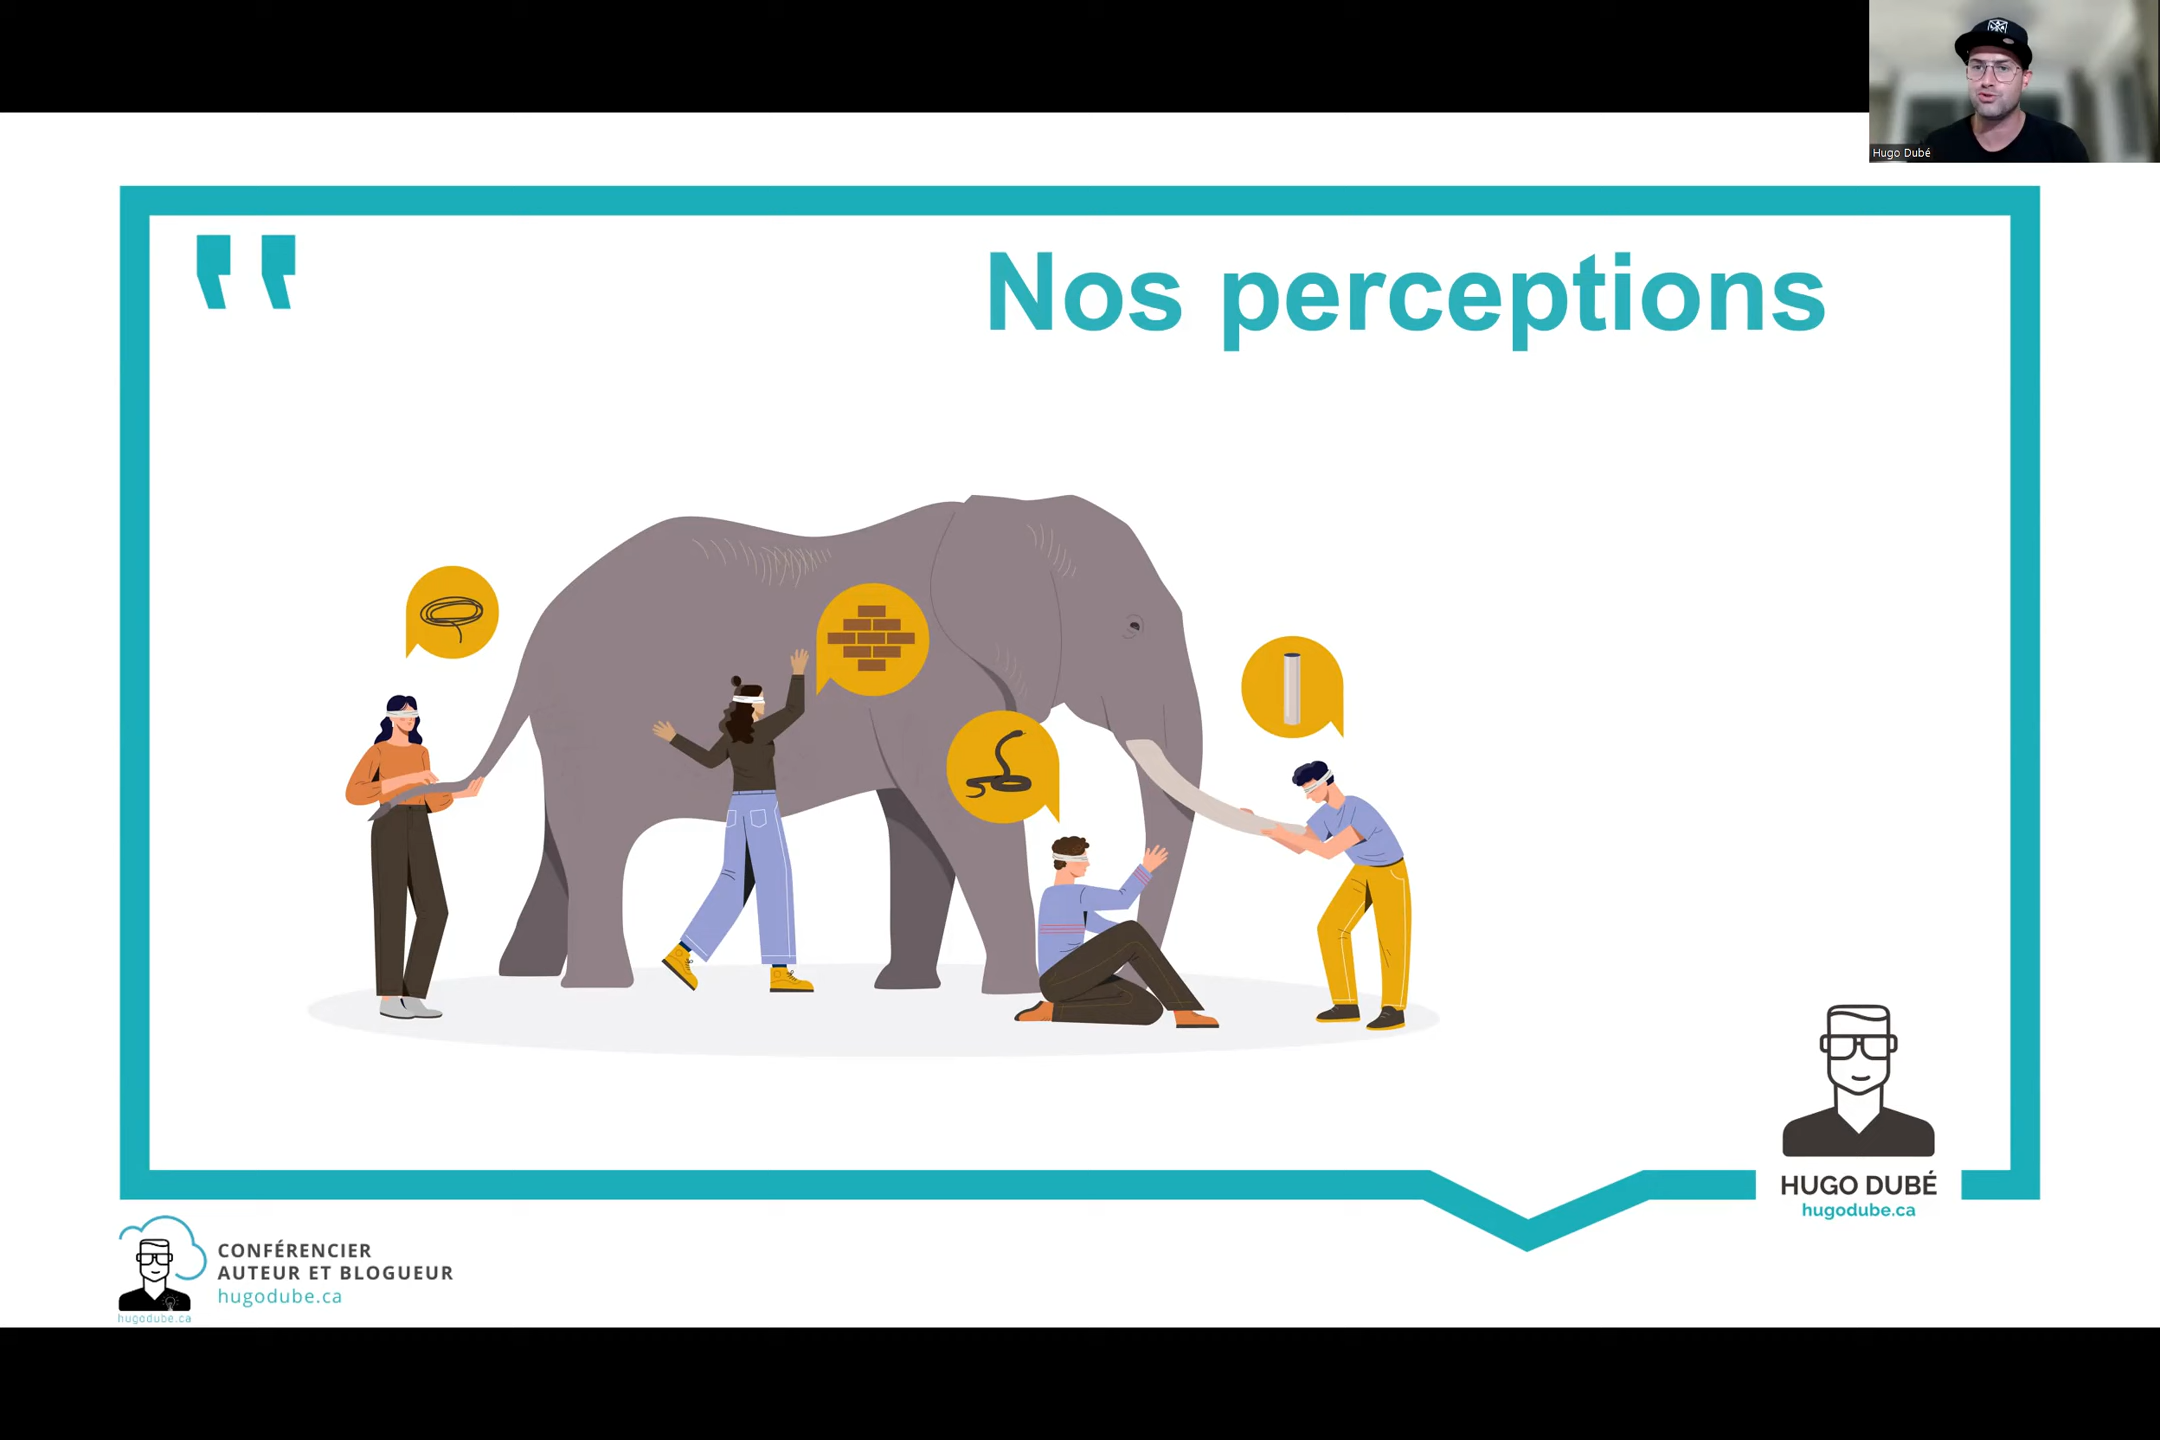 Hugo Dubé
Nos perceptions
HUGO DUBÉ
hugodube.ca
CONFÉRENCIER
AUTEUR ET BLOGUEUR
hugodube.ca
hugodube.ca